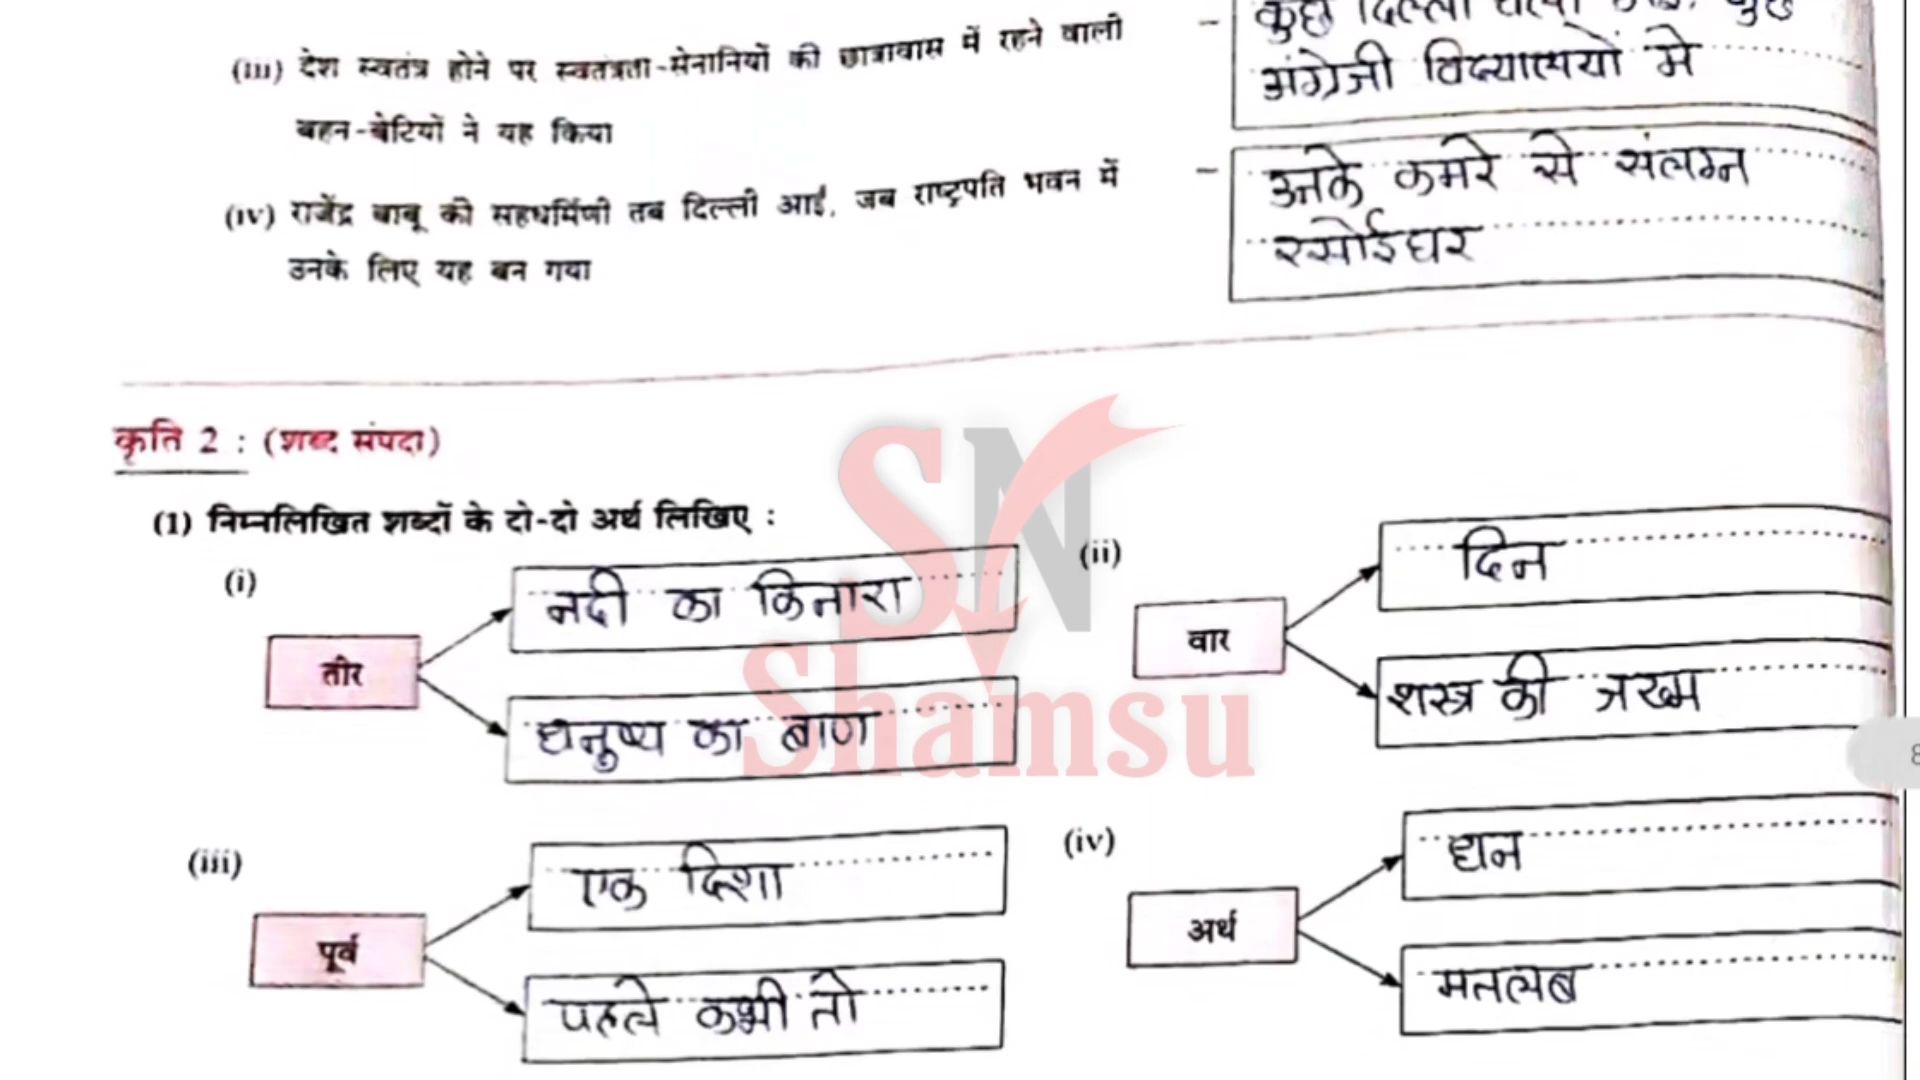 (iii) देश स्वतंत्र होने पर स्वतंत्रता-सेनानियों की छात्रावास में रहने वाली
बहन-बेटियों ने यह किया
– कुछ दिल्ली कुछ
अंग्रेजी विद्यालयों मे
(iv) राजेंद्र बाबू की सहधर्मिणी तब दिल्ली आईं, जब राष्ट्रपति भवन में
उनके लिए यह बन गया
– उनके कमरे से संलग्न
रसोईघर
कृति 2 : (शब्द संपदा)
(1) निम्नलिखित शब्दों के दो-दो अर्थ लिखिए :
(i) तीर
नदी का किनारा
धनुष्य का बाण
(ii) वार
दिन
शस्त्र की जख्म
(iii) पूर्व
एक दिशा
पहले कभी तो
(iv) अर्थ
धन
मतलब
SN
Shamsu
8